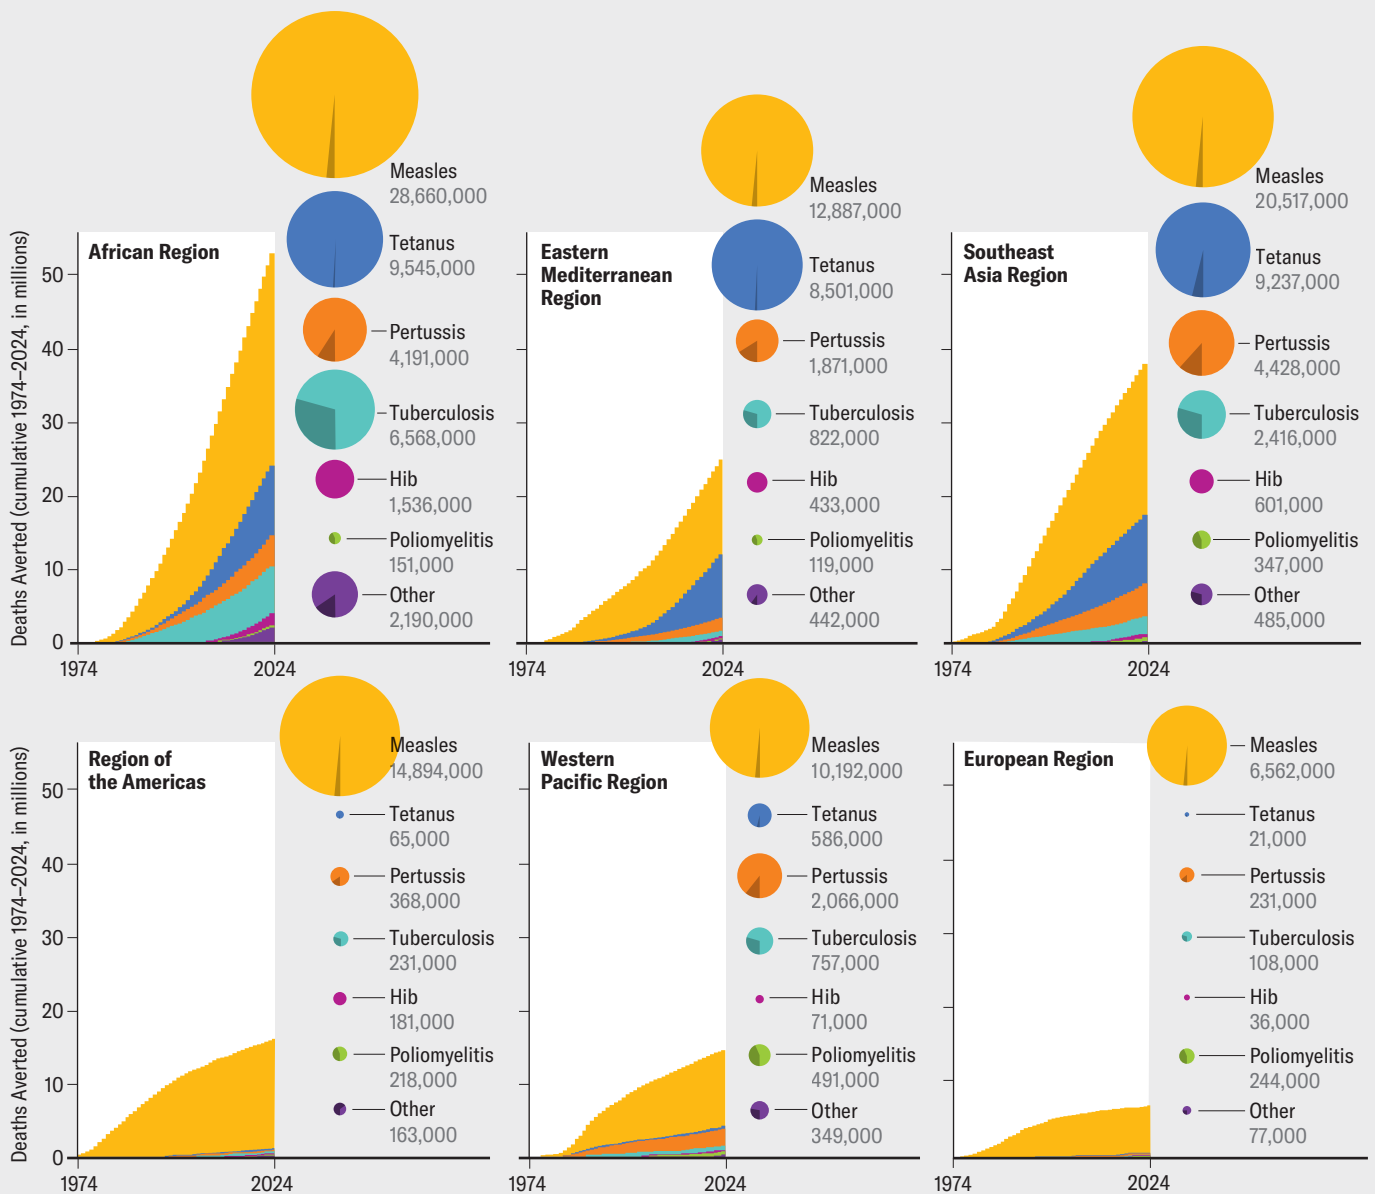 Deaths Averted (cumulative 1974–2024, in millions)
50
40
30
20
10
0
1974
2024
African Region
Measles
28,660,000
Tetanus
9,545,000
Pertussis
4,191,000
Tuberculosis
6,568,000
Hib
1,536,000
Poliomyelitis
151,000
Other
2,190,000
Eastern
Mediterranean
Region
1974
2024
Measles
12,887,000
Tetanus
8,501,000
Pertussis
1,871,000
Tuberculosis
822,000
Hib
433,000
Poliomyelitis
119,000
Other
442,000
Southeast
Asia Region
1974
2024
Measles
20,517,000
Tetanus
9,237,000
Pertussis
4,428,000
Tuberculosis
2,416,000
Hib
601,000
Poliomyelitis
347,000
Other
485,000
Deaths Averted (cumulative 1974–2024, in millions)
50
40
30
20
10
0
1974
2024
Region of
the Americas
Measles
14,894,000
Tetanus
65,000
Pertussis
368,000
Tuberculosis
231,000
Hib
181,000
Poliomyelitis
218,000
Other
163,000
Western
Pacific Region
1974
2024
Measles
10,192,000
Tetanus
586,000
Pertussis
2,066,000
Tuberculosis
757,000
Hib
71,000
Poliomyelitis
491,000
Other
349,000
European Region
1974
2024
Measles
6,562,000
Tetanus
21,000
Pertussis
231,000
Tuberculosis
108,000
Hib
36,000
Poliomyelitis
244,000
Other
77,000